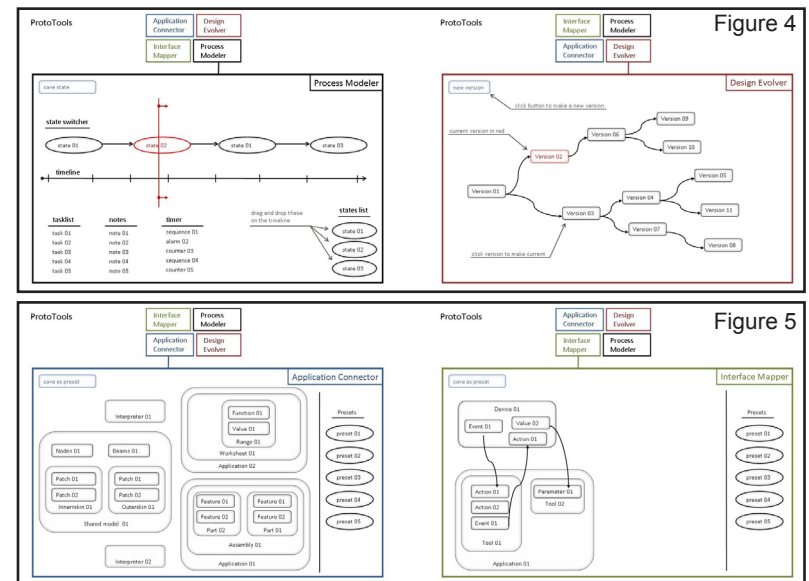 Figure 4
ProtoTools
Application Connector
Design Evolver
Interface Mapper
Process Modeler
Process Modeler
save state
state switcher
state 01
state 02
state 01
state 03
timeline
tasklist
task 01
task 02
task 03
task 04
task 05
notes
note 01
note 02
note 03
note 04
note 05
timer
sequence 01
alarm 02
counter 03
sequence 04
counter 05
drag and drop these
on the timeline
states list
state 01
state 02
state 03
Interface Mapper
Process Modeler
Application Connector
Design Evolver
Design Evolver
new version
click button to make a new version
current version in red
Version 01
Version 02
Version 06
Version 09
Version 10
Version 03
Version 04
Version 05
Version 11
Version 07
Version 08
click version to make current
Figure 5
ProtoTools
Interface Mapper
Process Modeler
Application Connector
Design Evolver
Application Connector
save as preset
Interpreter 01
Nodes 01
Beams 01
Patch 01
Patch 02
Innerskin 01
Patch 01
Patch 02
Outerskin 01
Shared model 01
Interpreter 02
Function 01
Value 01
Range 01
Worksheet 01
Application 02
Feature 01
Feature 02
Part 02
Feature 01
Feature 02
Part 01
Assembly 01
Application 01
Presets
preset 01
preset 02
preset 03
preset 04
preset 05
ProtoTools
Application Connector
Design Evolver
Interface Mapper
Process Modeler
Interface Mapper
save as preset
Device 01
Event 01
Value 02
Action 01
Action 01
Action 02
Event 01
Tool 01
Parameter 01
Tool 02
Application 01
Presets
preset 01
preset 02
preset 03
preset 04
preset 05